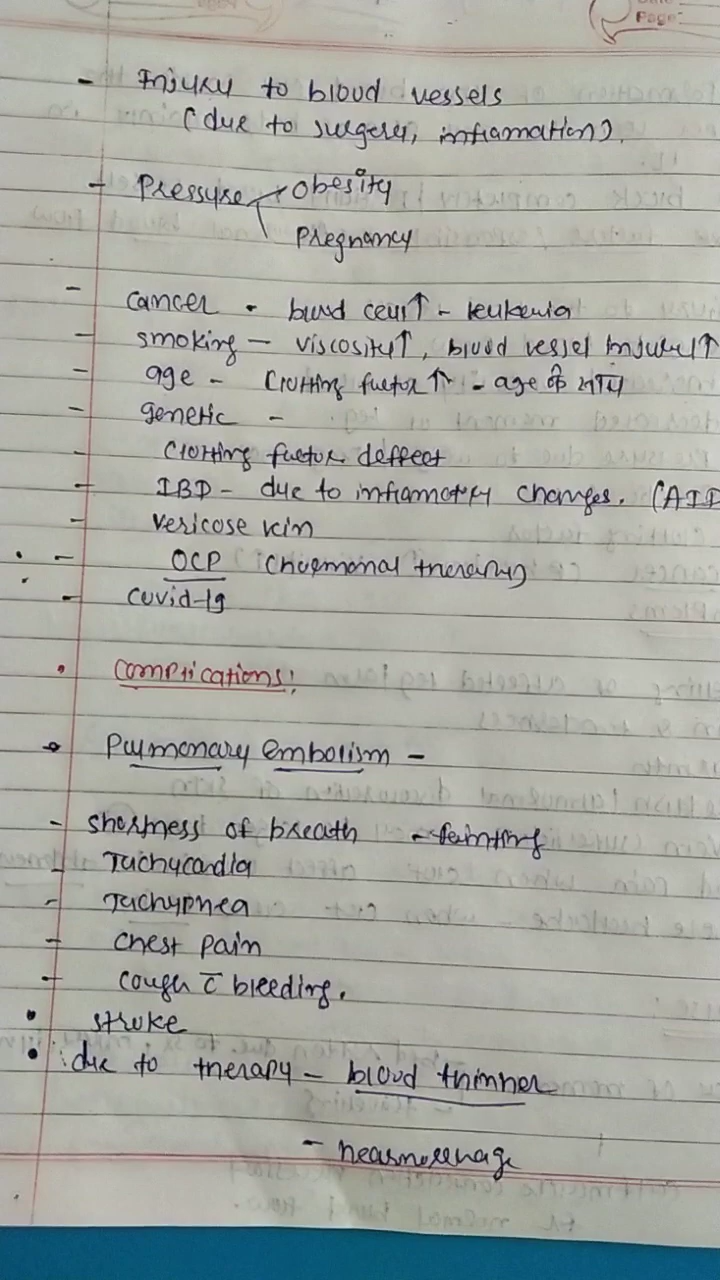 Page:
- Injury to blood vessels
(due to surgery, inflamation).
- Pressure Obesity
Pregnancy
- cancer - blood cell↑ - leukemia
- smoking - viscosity↑, blood vessel injury↑
- age - Clotting factor↑ - age के साथ
- genetic -
- Clotting factor deffect
- IBD - due to inflamotry changes. (AID
- vericose vein
- OCP (hormonal therapy)
- covid-19
• Complications:
• Pulmonary embolism -
- shortness of breath - fainting
- Tachycardia
- Tachypnea
- chest pain
- cough c̄ bleeding.
• stroke
• due to therapy - blood thinner
- heamorrhage